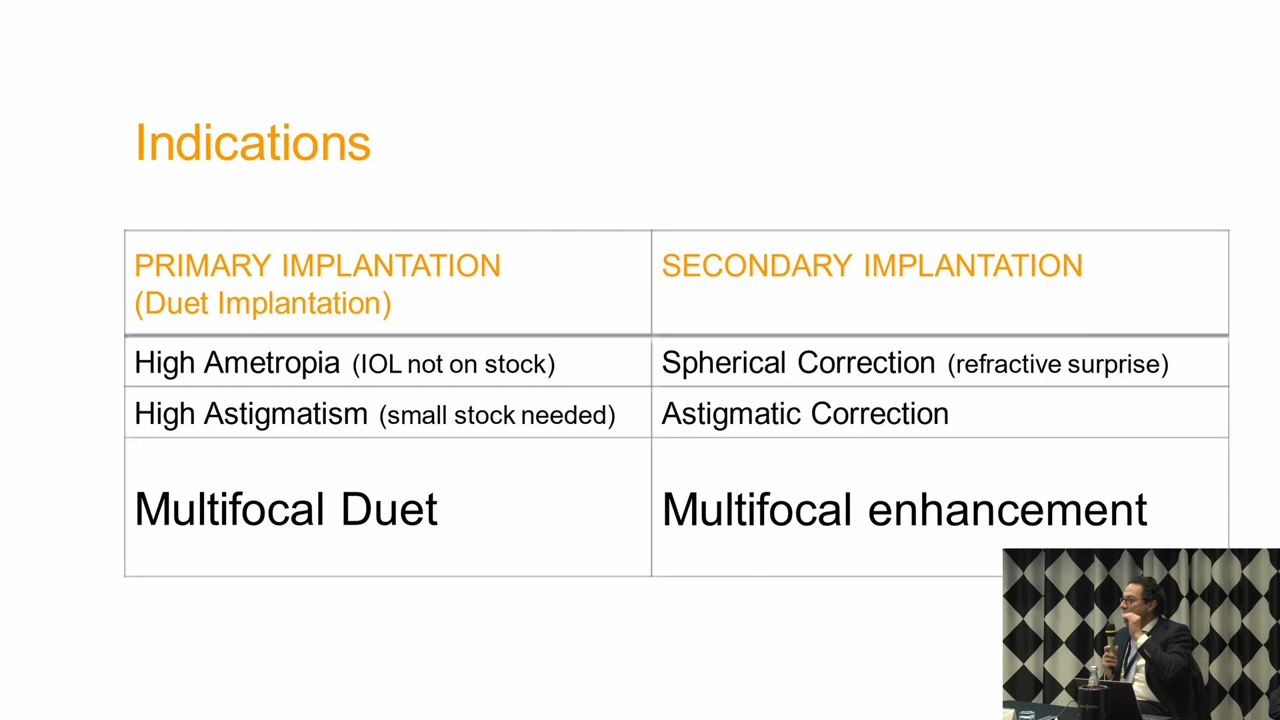 Indications
PRIMARY IMPLANTATION
(Duet Implantation)
SECONDARY IMPLANTATION
High Ametropia (IOL not on stock)
Spherical Correction (refractive surprise)
High Astigmatism (small stock needed)
Astigmatic Correction
Multifocal Duet
Multifocal enhancement